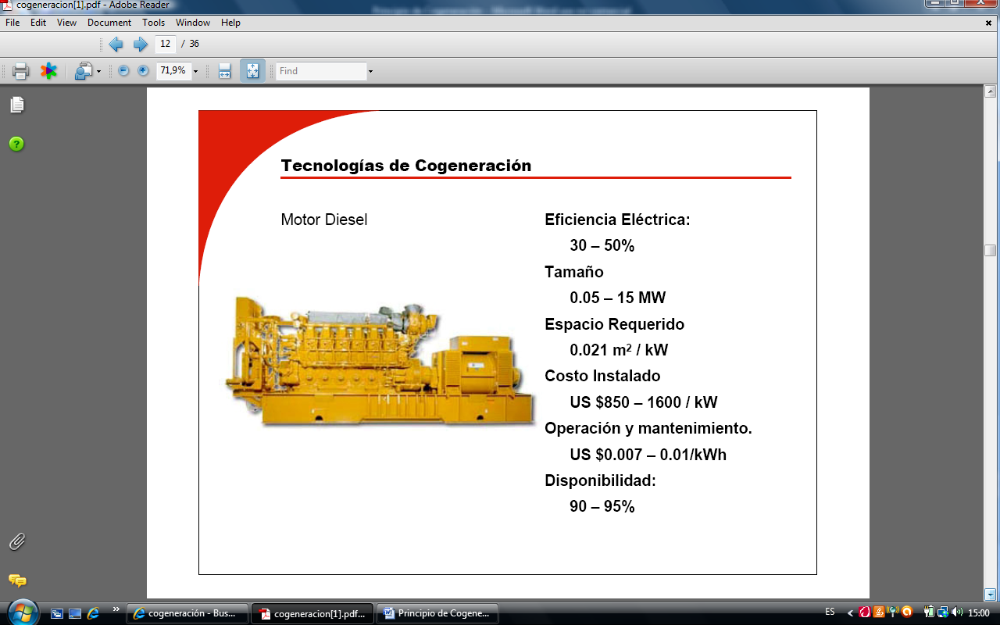 cogeneracion[1].pdf - Adobe Reader
Principio de Cogeneración - Microsoft Word uso no comercial
File Edit View Document Tools Window Help
12 / 36
71,9% Find
Tecnologías de Cogeneración
Motor Diesel
Eficiencia Eléctrica:
30 – 50%
Tamaño
0.05 – 15 MW
Espacio Requerido
0.021 m² / kW
Costo Instalado
US $850 – 1600 / kW
Operación y mantenimiento.
US $0.007 – 0.01/kWh
Disponibilidad:
90 – 95%
cogeneración - Bus...
cogeneracion[1].pdf...
Principio de Cogene...
ES
15:00